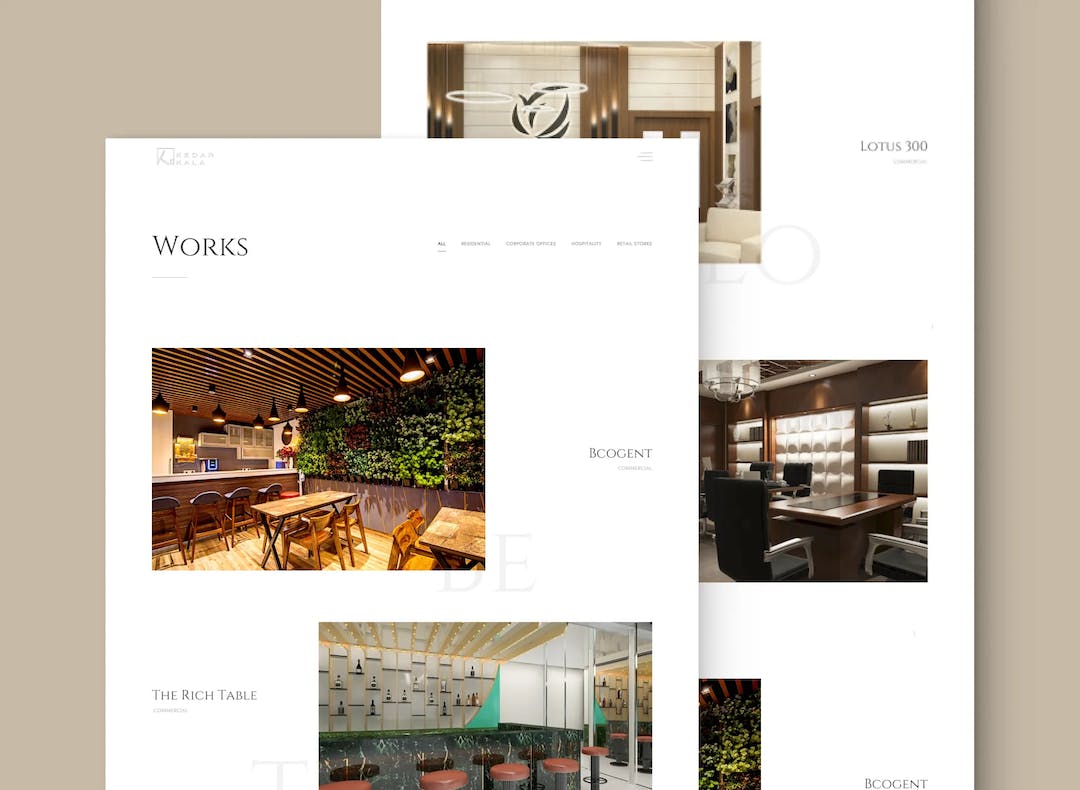 KEDAR
KALA
Works
ALL RESIDENTIAL CORPORATE OFFICES HOSPITALITY RETAIL STORES
Bcogent
COMMERCIAL
BE
The Rich Table
COMMERCIAL
T
Lotus 300
COMMERCIAL
LO
Bcogent